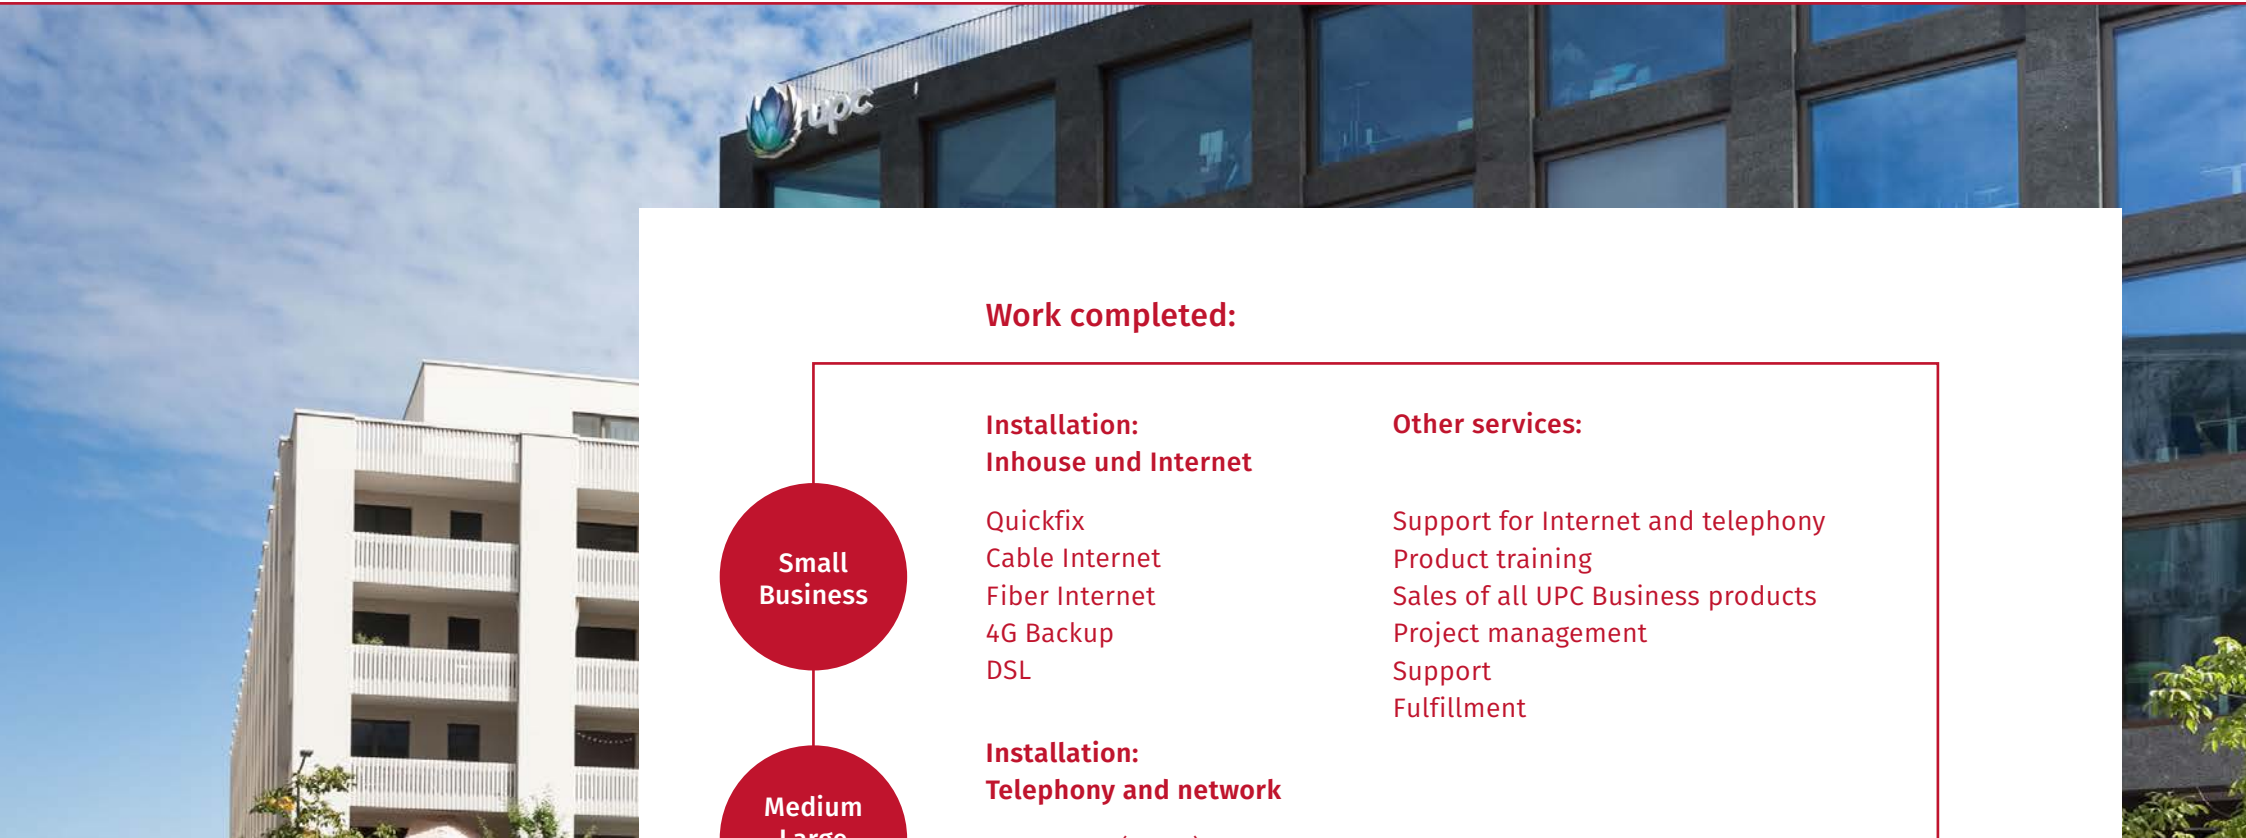 upc
Work completed:
Installation:
Inhouse und Internet
Quickfix
Cable Internet
Fiber Internet
4G Backup
DSL
Other services:
Support for Internet and telephony
Product training
Sales of all UPC Business products
Project management
Support
Fulfillment
Small
Business
Installation:
Telephony and network
Medium
Large